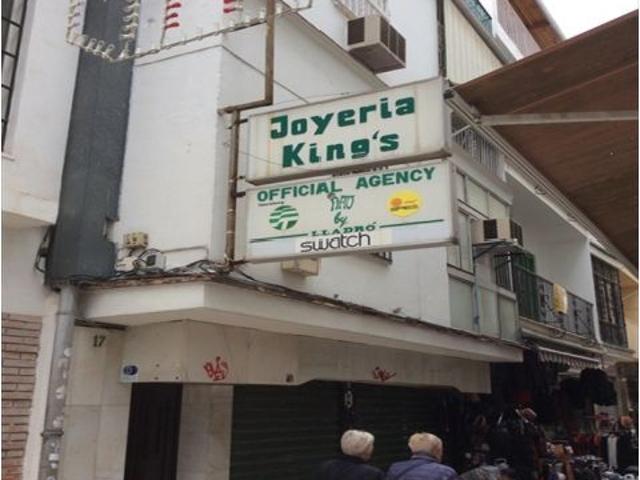 Joyeria
King's
OFFICIAL AGENCY
NAO
by
LLADRÓ
swatch
17